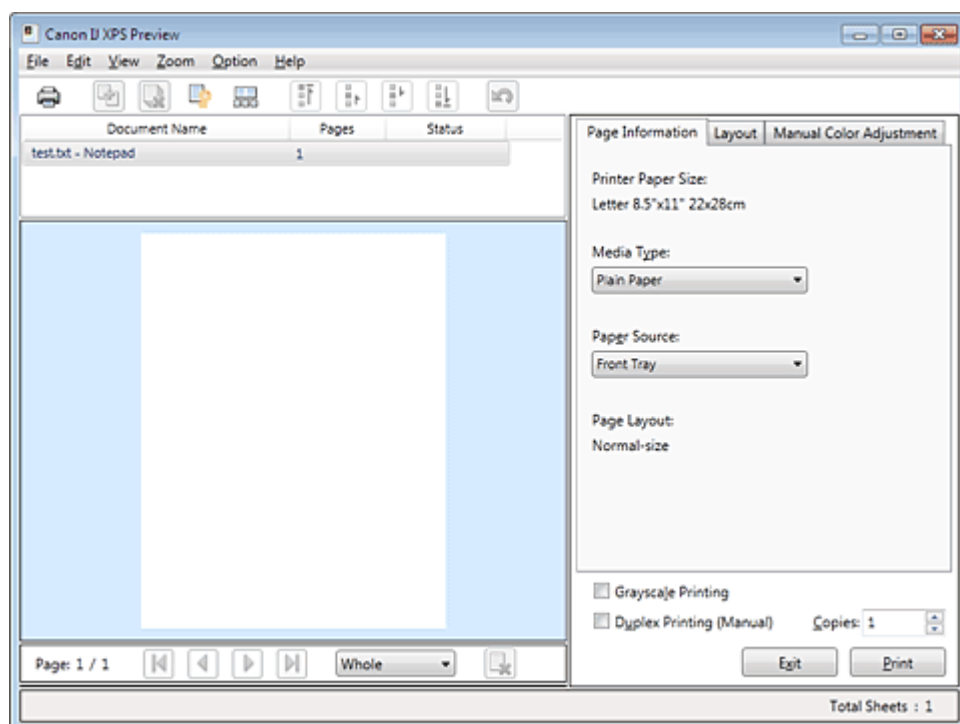 Canon IJ XPS Preview
File Edit View Zoom Option Help
Document Name Pages Status
test.txt - Notepad 1
Page Information Layout Manual Color Adjustment
Printer Paper Size:
Letter 8.5"x11" 22x28cm
Media Type:
Plain Paper
Paper Source:
Front Tray
Page Layout:
Normal-size
Grayscale Printing
Duplex Printing (Manual) Copies: 1
Page: 1 / 1 Whole Exit Print
Total Sheets : 1